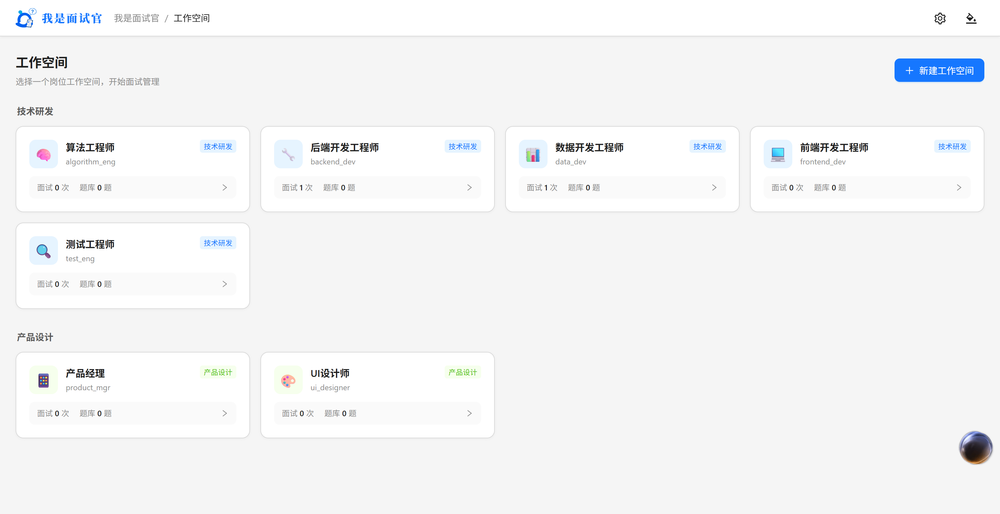 我是面试官 我是面试官 / 工作空间
工作空间
选择一个岗位工作空间，开始面试管理
+ 新建工作空间
技术研发
算法工程师 技术研发
algorithm_eng
面试 0 次 题库 0 题
后端开发工程师 技术研发
backend_dev
面试 1 次 题库 0 题
数据开发工程师 技术研发
data_dev
面试 1 次 题库 0 题
前端开发工程师 技术研发
frontend_dev
面试 0 次 题库 0 题
测试工程师 技术研发
test_eng
面试 0 次 题库 0 题
产品设计
产品经理 产品设计
product_mgr
面试 0 次 题库 0 题
UI设计师 产品设计
ui_designer
面试 0 次 题库 0 题